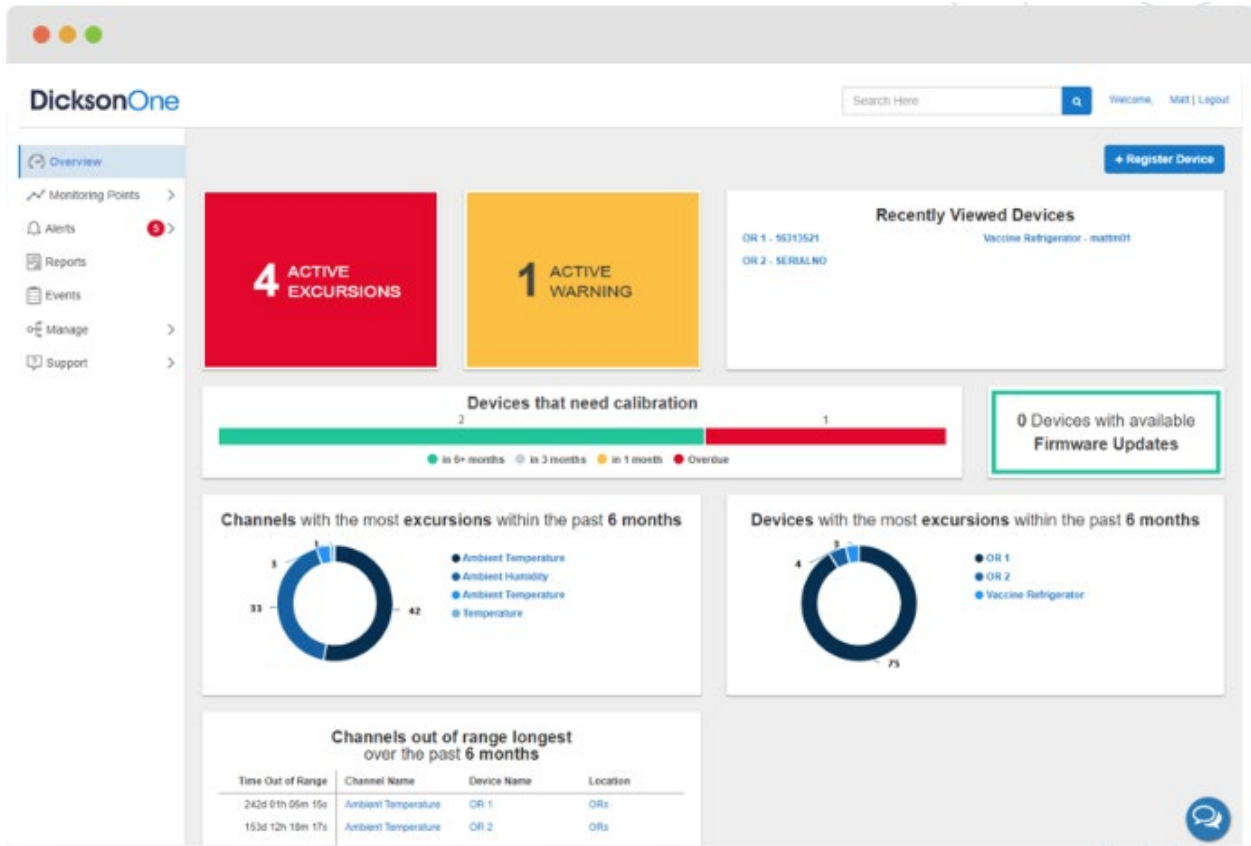 DicksonOne
Search Here
Welcome, Matt | Logout
Overview
Monitoring Points
Alerts 5
Reports
Events
Manage
Support
+ Register Device
4 ACTIVE
EXCURSIONS
1 ACTIVE
WARNING
Recently Viewed Devices
OR 1 - 16313521
Vaccine Refrigerator - mattm01
OR 2 - SERIALNO
Devices that need calibration
2 1
in 6+ months in 3 months in 1 month Overdue
0 Devices with available
Firmware Updates
Channels with the most excursions within the past 6 months
1
3
33
42
Ambient Temperature
Ambient Humidity
Ambient Temperature
Temperature
Devices with the most excursions within the past 6 months
4
75
OR 1
OR 2
Vaccine Refrigerator
Channels out of range longest
over the past 6 months
Time Out of Range Channel Name Device Name Location
242d 01h 05m 15s Ambient Temperature OR 1 ORs
153d 12h 18m 17s Ambient Temperature OR 2 ORs